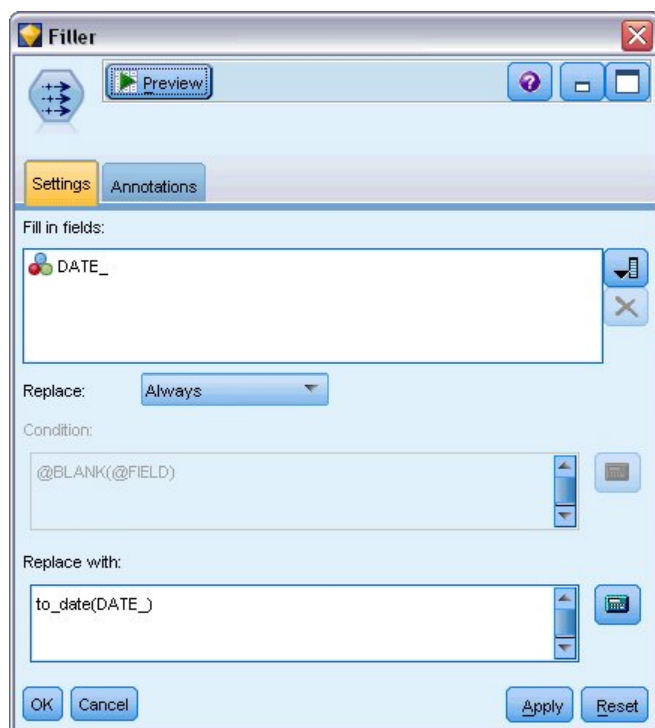 Filler
Preview
Settings Annotations
Fill in fields:
DATE_
Replace: Always
Condition:
@BLANK(@FIELD)
Replace with:
to_date(DATE_)
OK Cancel Apply Reset